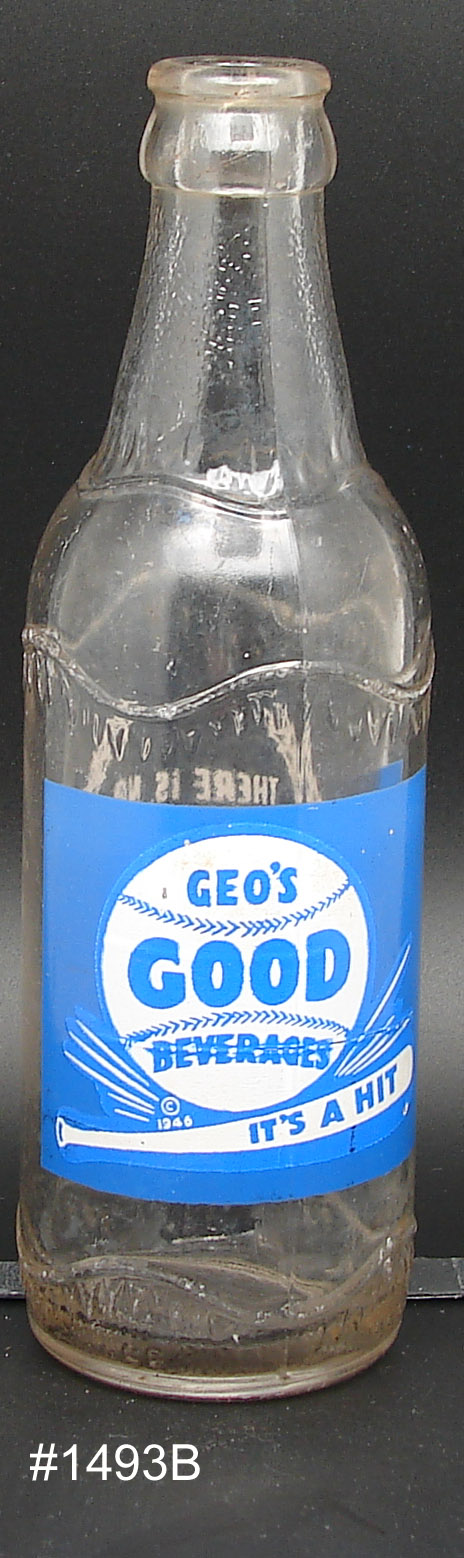 THERE IS NO
GEO'S
GOOD
BEVERAGES
© 1946
IT'S A HIT
#1493B